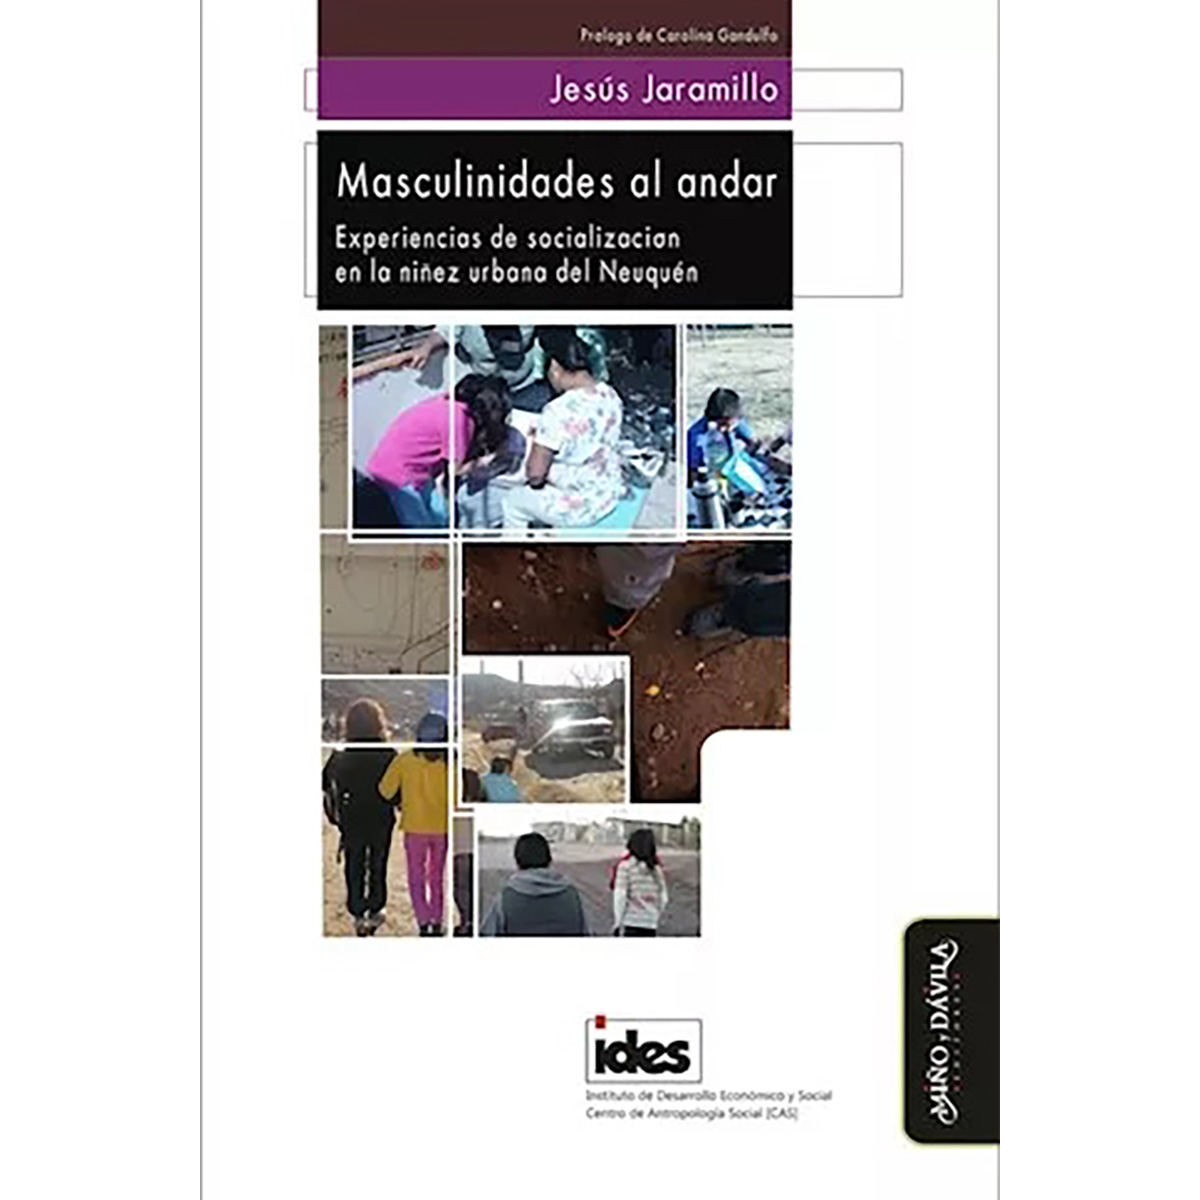 Prologo de Carolina Gandulfo
Jesús Jaramillo
Masculinidades al andar
Experiencias de socializacion
en la niñez urbana del Neuquén
ides
Instituto de Desarrollo Económico y Social
Centro de Antropología Social [CAS]
MIÑO y DÁVILA
EDITORES